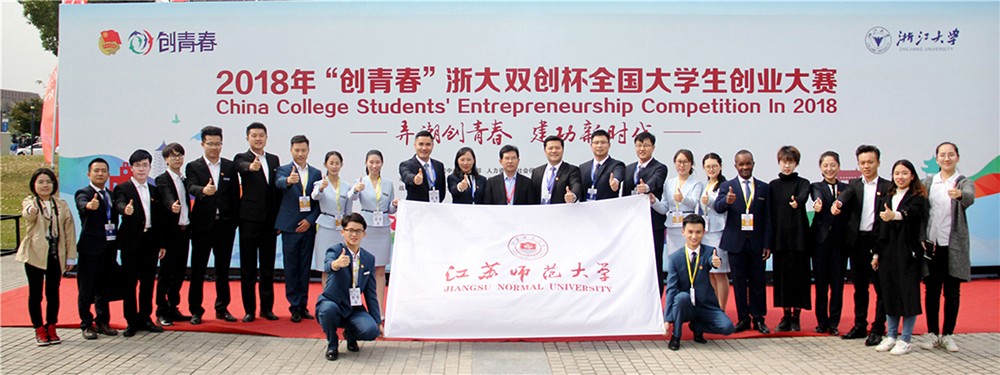 创青春
浙江大学
ZHEJIANG UNIVERSITY
2018年“创青春”浙大双创杯全国大学生创业大赛
China College Students' Entrepreneurship Competition In 2018
弄潮创青春 建功新时代
江苏师范大学
JIANGSU NORMAL UNIVERSITY